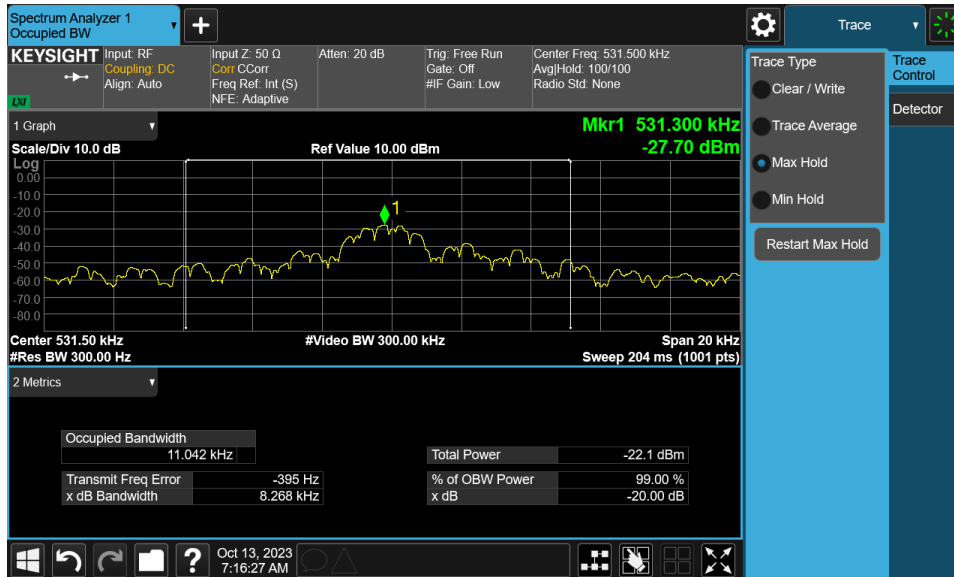 Spectrum Analyzer 1
Occupied BW
+
Trace
KEYSIGHT
LXI
Input: RF
Coupling: DC
Align: Auto
Input Z: 50 Ω
Corr CCorr
Freq Ref: Int (S)
NFE: Adaptive
Atten: 20 dB
Trig: Free Run
Gate: Off
#IF Gain: Low
Center Freq: 531.500 kHz
Avg|Hold: 100/100
Radio Std: None
1 Graph
Mkr1 531.300 kHz
-27.70 dBm
Scale/Div 10.0 dB
Ref Value 10.00 dBm
Log
0.00
-10.0
-20.0
-30.0
-40.0
-50.0
-60.0
-70.0
-80.0
1
Center 531.50 kHz
#Video BW 300.00 kHz
Span 20 kHz
#Res BW 300.00 Hz
Sweep 204 ms (1001 pts)
2 Metrics
Occupied Bandwidth
11.042 kHz
Total Power -22.1 dBm
Transmit Freq Error -395 Hz
% of OBW Power 99.00 %
x dB Bandwidth 8.268 kHz
x dB -20.00 dB
Trace Type
Clear / Write
Trace Average
Max Hold
Min Hold
Restart Max Hold
Trace
Control
Detector
?
Oct 13, 2023
7:16:27 AM